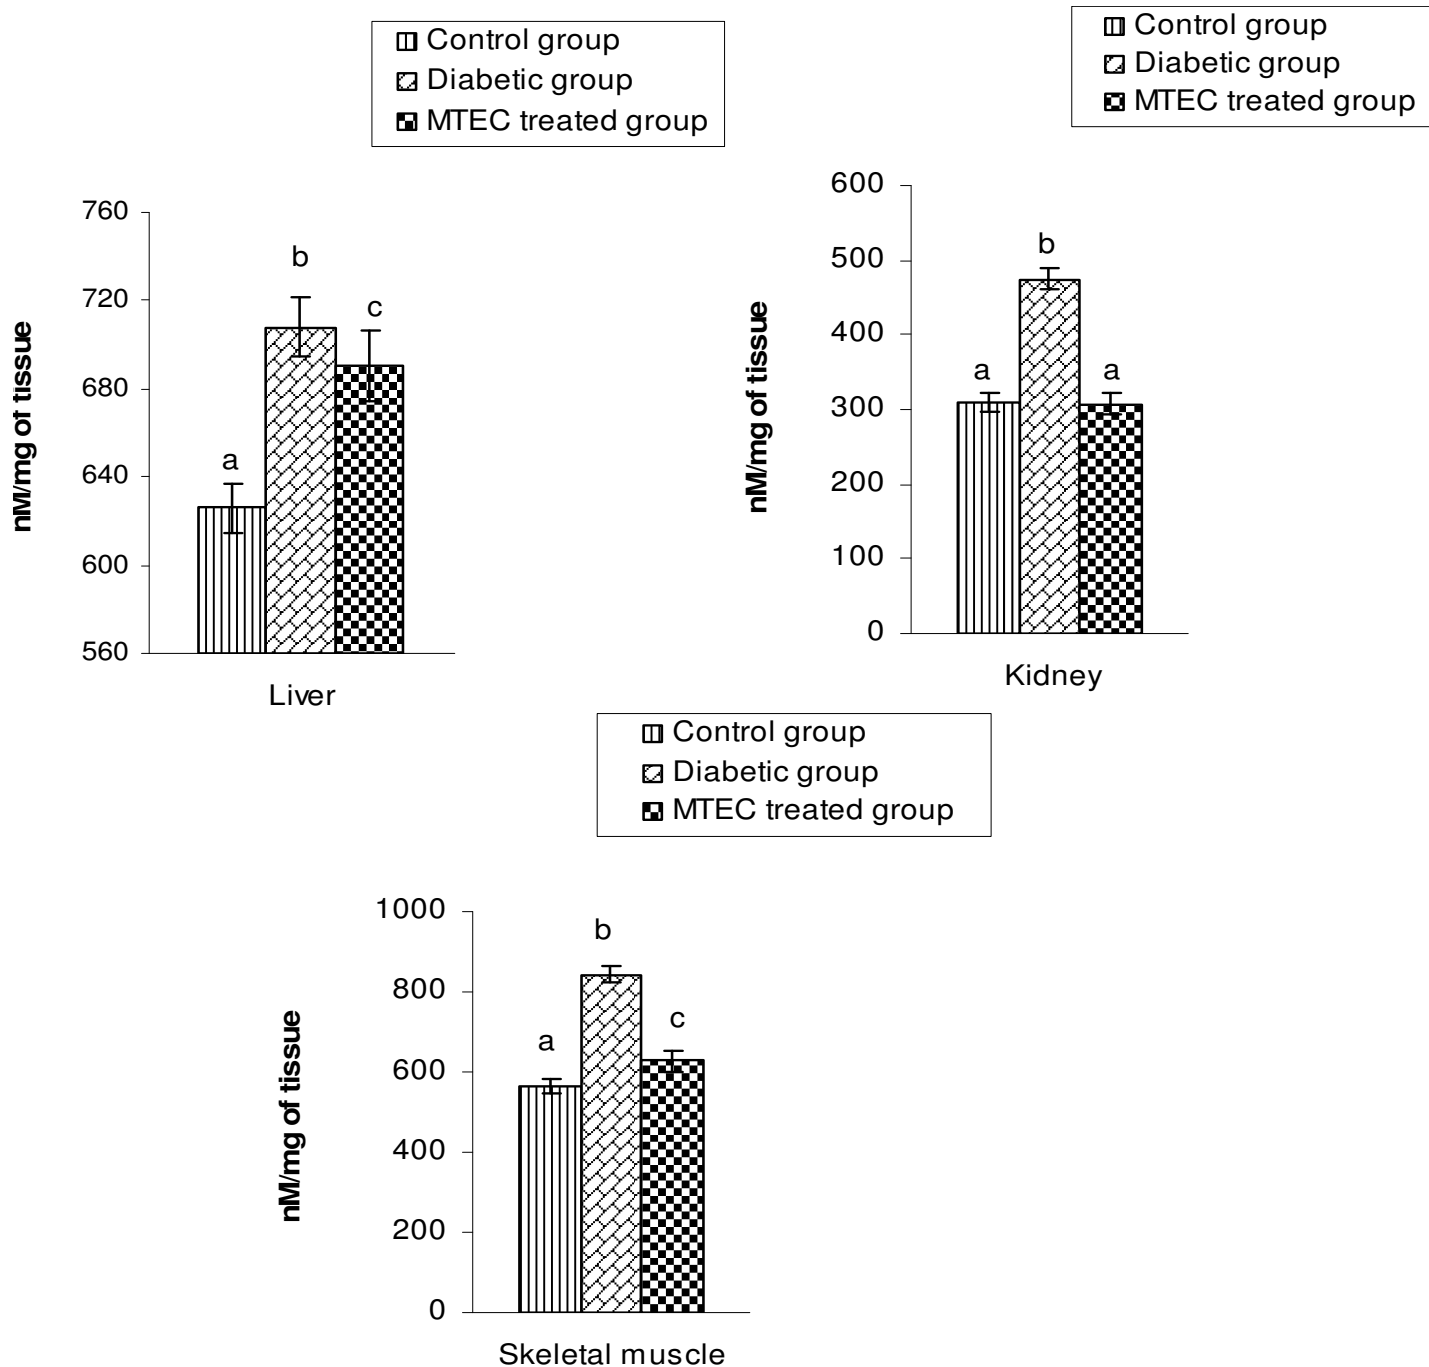 Control group
Diabetic group
MTEC treated group
760
720
680
640
600
560
nM/mg of tissue
a
b
c
Liver
Control group
Diabetic group
MTEC treated group
600
500
400
300
200
100
0
nM/mg of tissue
a
b
a
Kidney
Control group
Diabetic group
MTEC treated group
1000
800
600
400
200
0
nM/mg of tissue
a
b
c
Skeletal muscle